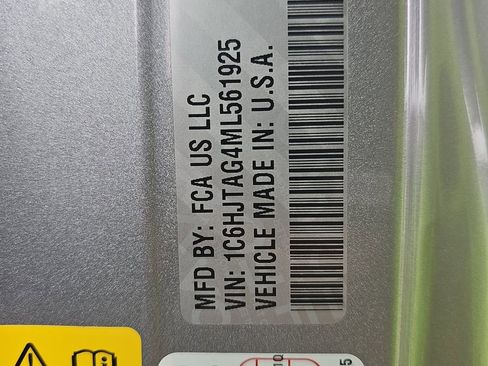 MFD BY: FCA US LLC
VIN: 1C6HJTAG4ML561925
VEHICLE MADE IN: U.S.A.